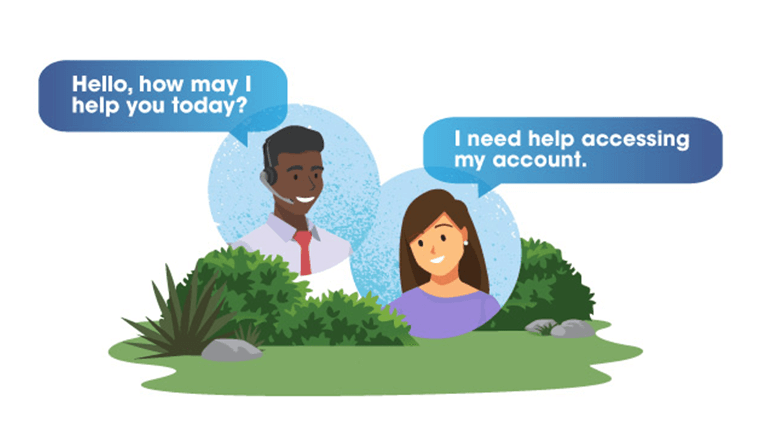 Hello, how may I
help you today?
I need help accessing
my account.